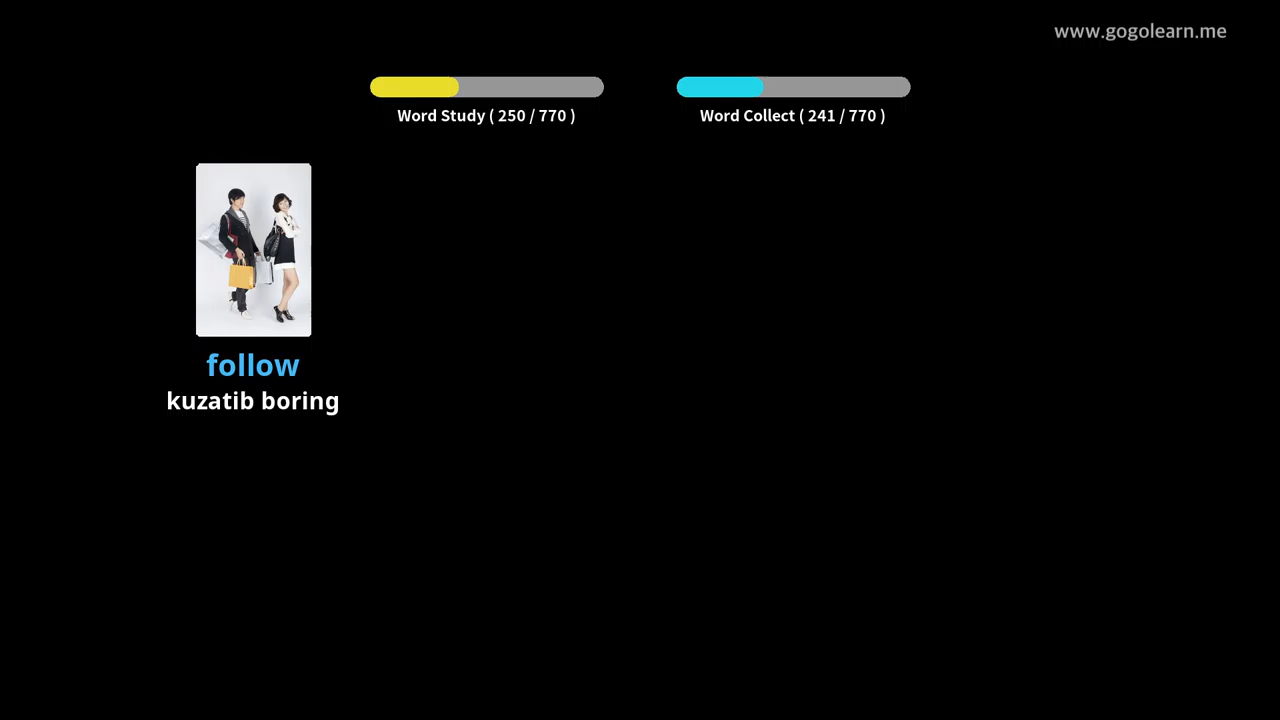 www.gogolearn.me
Word Study ( 250 / 770 )
Word Collect ( 241 / 770 )
follow
kuzatib boring